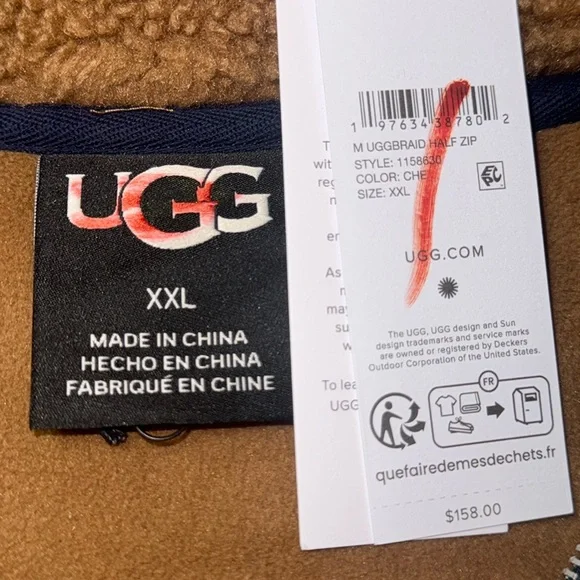 UGG
XXL
MADE IN CHINA
HECHO EN CHINA
FABRIQUÉ EN CHINE
1 97634 38780 2
M UGGBRAID HALF ZIP
STYLE: 1158630
COLOR: CHE
SIZE: XXL
UGG.COM
The UGG, UGG design and Sun
design trademarks and service marks
are owned or registered by Deckers
Outdoor Corporation of the United States.
FR
quefairedemesdechets.fr
$158.00
To lea
UGG